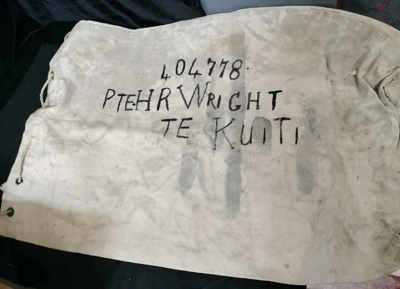 404778.
PTE H R WRIGHT
TE KUITI